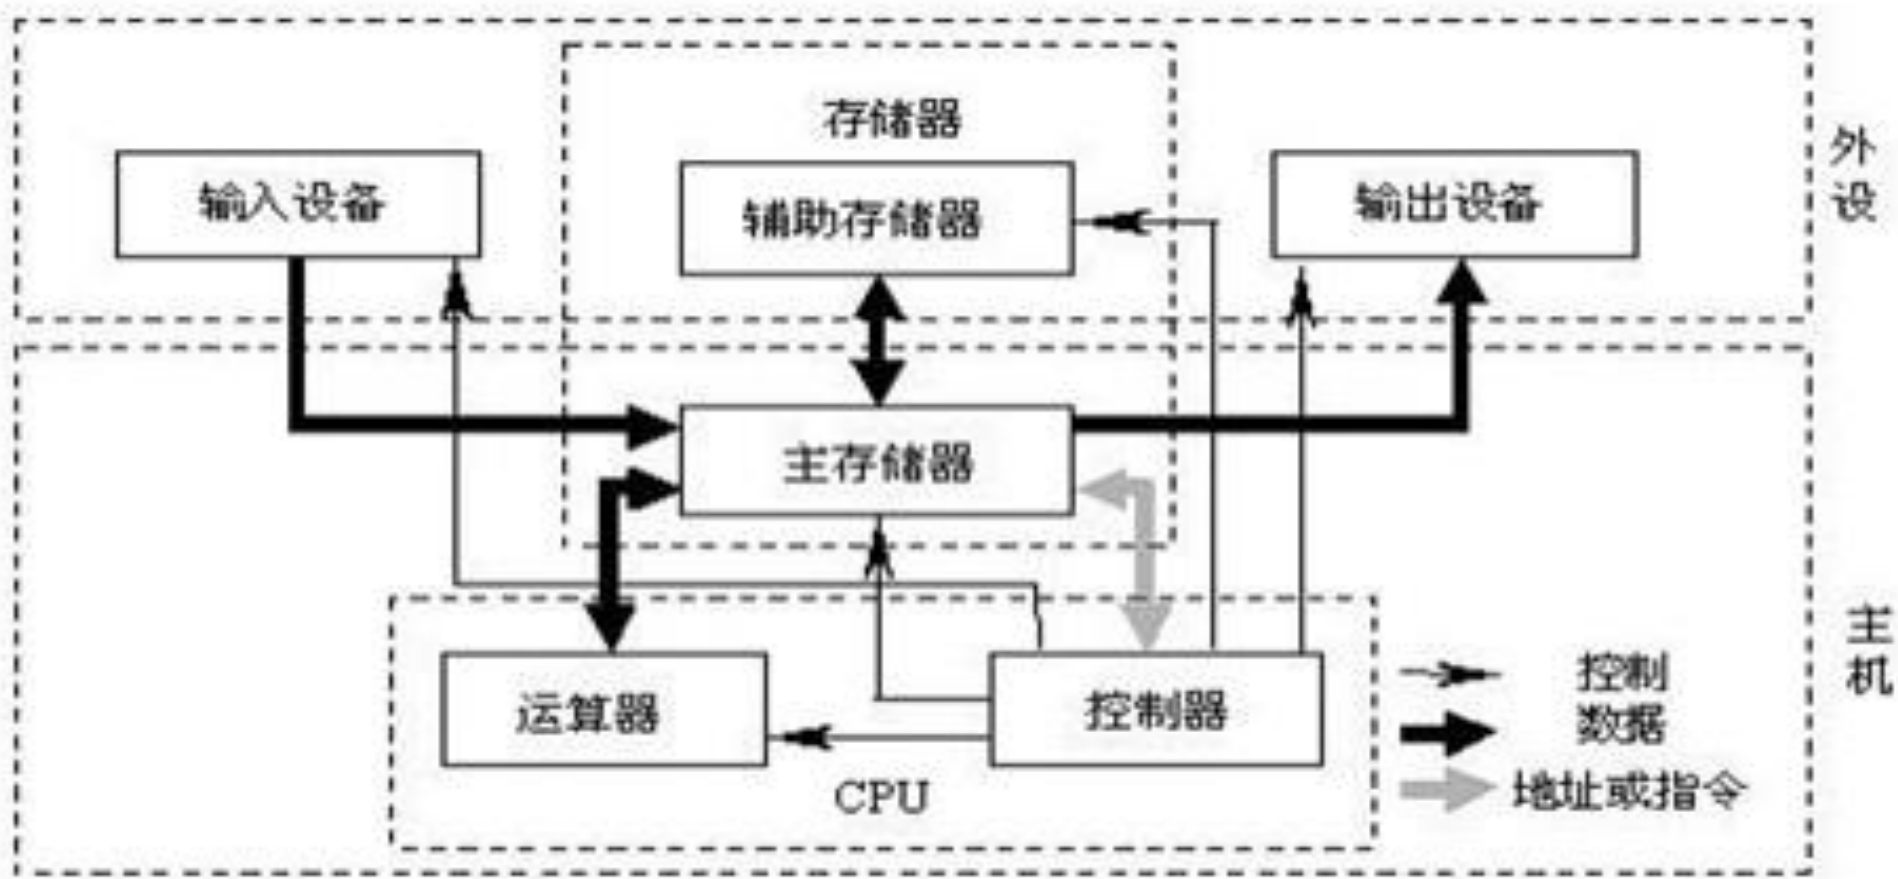 存储器
输入设备
辅助存储器
输出设备
外设
主存储器
运算器
控制器
CPU
控制
数据
地址或指令
主机